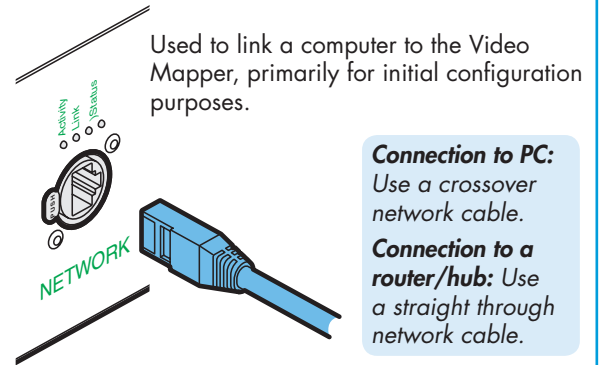 Used to link a computer to the Video
Mapper, primarily for initial configuration
purposes.
Activity
Link
)Status
PUSH
NETWORK
Connection to PC:
Use a crossover
network cable.
Connection to a
router/hub: Use
a straight through
network cable.